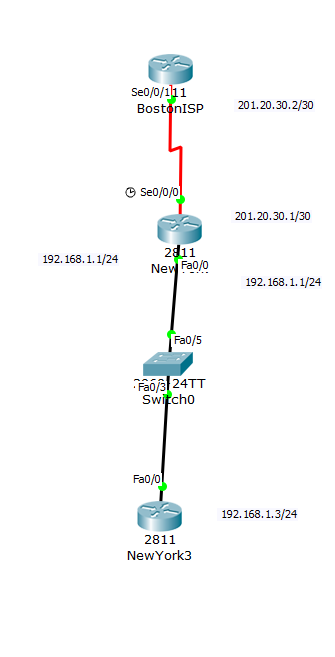 Se0/0/1
11
BostonISP
201.20.30.2/30
Se0/0/0
201.20.30.1/30
2811
192.168.1.1/24
Fa0/0
192.168.1.1/24
Fa0/5
24TT
Fa0/3
Switch0
Fa0/0
192.168.1.3/24
2811
NewYork3